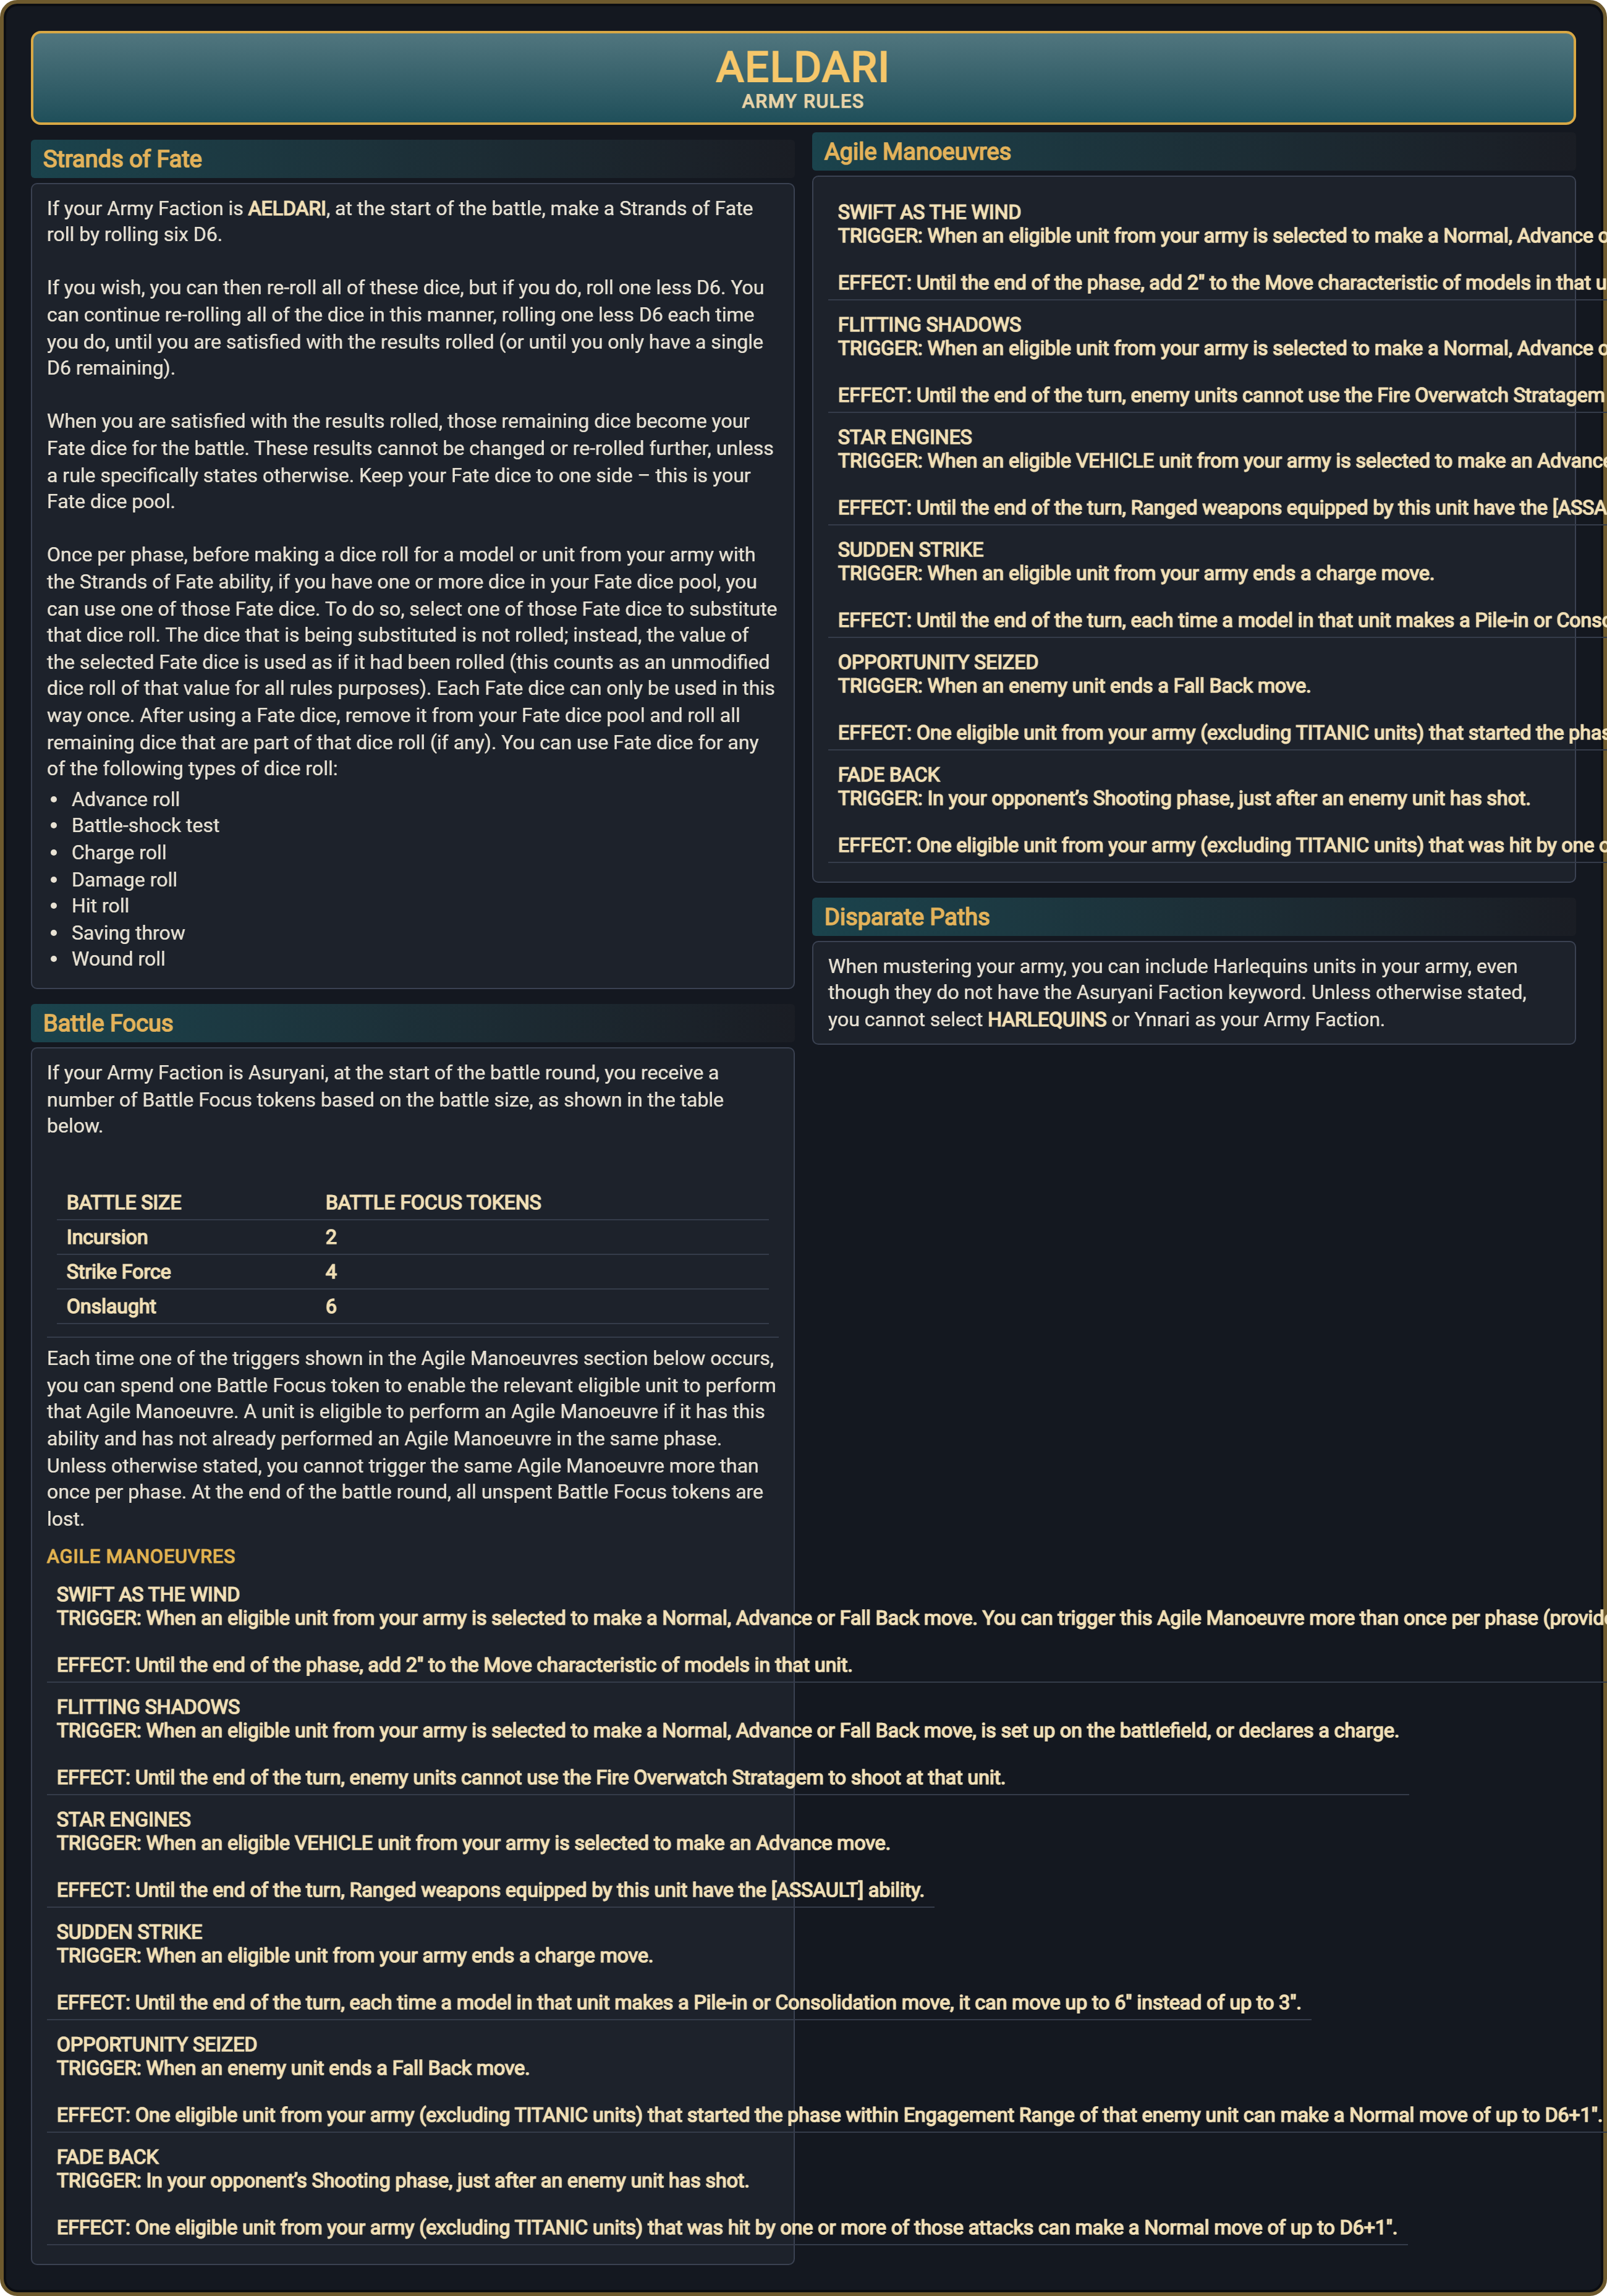 AELDARI
ARMY RULES
Strands of Fate
If your Army Faction is AELDARI, at the start of the battle, make a Strands of Fate
roll by rolling six D6.
If you wish, you can then re-roll all of these dice, but if you do, roll one less D6. You
can continue re-rolling all of the dice in this manner, rolling one less D6 each time
you do, until you are satisfied with the results rolled (or until you only have a single
D6 remaining).
When you are satisfied with the results rolled, those remaining dice become your
Fate dice for the battle. These results cannot be changed or re-rolled further, unless
a rule specifically states otherwise. Keep your Fate dice to one side – this is your
Fate dice pool.
Once per phase, before making a dice roll for a model or unit from your army with
the Strands of Fate ability, if you have one or more dice in your Fate dice pool, you
can use one of those Fate dice. To do so, select one of those Fate dice to substitute
that dice roll. The dice that is being substituted is not rolled; instead, the value of
the selected Fate dice is used as if it had been rolled (this counts as an unmodified
dice roll of that value for all rules purposes). Each Fate dice can only be used in this
way once. After using a Fate dice, remove it from your Fate dice pool and roll all
remaining dice that are part of that dice roll (if any). You can use Fate dice for any
of the following types of dice roll:
• Advance roll
• Battle-shock test
• Charge roll
• Damage roll
• Hit roll
• Saving throw
• Wound roll
Battle Focus
If your Army Faction is Asuryani, at the start of the battle round, you receive a
number of Battle Focus tokens based on the battle size, as shown in the table
below.
BATTLE SIZE BATTLE FOCUS TOKENS
Incursion 2
Strike Force 4
Onslaught 6
Each time one of the triggers shown in the Agile Manoeuvres section below occurs,
you can spend one Battle Focus token to enable the relevant eligible unit to perform
that Agile Manoeuvre. A unit is eligible to perform an Agile Manoeuvre if it has this
ability and has not already performed an Agile Manoeuvre in the same phase.
Unless otherwise stated, you cannot trigger the same Agile Manoeuvre more than
once per phase. At the end of the battle round, all unspent Battle Focus tokens are
lost.
AGILE MANOEUVRES
SWIFT AS THE WIND
TRIGGER: When an eligible unit from your army is selected to make a Normal, Advance or Fall Back move. You can trigger this Agile Manoeuvre more than once per phase
EFFECT: Until the end of the phase, add 2" to the Move characteristic of models in that unit.
FLITTING SHADOWS
TRIGGER: When an eligible unit from your army is selected to make a Normal, Advance or Fall Back move, is set up on the battlefield, or declares a charge.
EFFECT: Until the end of the turn, enemy units cannot use the Fire Overwatch Stratagem to shoot at that unit.
STAR ENGINES
TRIGGER: When an eligible VEHICLE unit from your army is selected to make an Advance move.
EFFECT: Until the end of the turn, Ranged weapons equipped by this unit have the [ASSAULT] ability.
SUDDEN STRIKE
TRIGGER: When an eligible unit from your army ends a charge move.
EFFECT: Until the end of the turn, each time a model in that unit makes a Pile-in or Consolidation move, it can move up to 6" instead of up to 3".
OPPORTUNITY SEIZED
TRIGGER: When an enemy unit ends a Fall Back move.
EFFECT: One eligible unit from your army (excluding TITANIC units) that started the phase within Engagement Range of that enemy unit can make a Normal move of up to D6+1".
FADE BACK
TRIGGER: In your opponent's Shooting phase, just after an enemy unit has shot.
EFFECT: One eligible unit from your army (excluding TITANIC units) that was hit by one or more of those attacks can make a Normal move of up to D6+1".
Agile Manoeuvres
SWIFT AS THE WIND
TRIGGER: When an eligible unit from your army is selected to make a Normal, Advance
EFFECT: Until the end of the phase, add 2" to the Move characteristic of models in that
FLITTING SHADOWS
TRIGGER: When an eligible unit from your army is selected to make a Normal, Advance
EFFECT: Until the end of the turn, enemy units cannot use the Fire Overwatch Stratagem
STAR ENGINES
TRIGGER: When an eligible VEHICLE unit from your army is selected to make an Advance
EFFECT: Until the end of the turn, Ranged weapons equipped by this unit have the
SUDDEN STRIKE
TRIGGER: When an eligible unit from your army ends a charge move.
EFFECT: Until the end of the turn, each time a model in that unit makes a Pile-in or
OPPORTUNITY SEIZED
TRIGGER: When an enemy unit ends a Fall Back move.
EFFECT: One eligible unit from your army (excluding TITANIC units) that started the
FADE BACK
TRIGGER: In your opponent's Shooting phase, just after an enemy unit has shot.
EFFECT: One eligible unit from your army (excluding TITANIC units) that was hit by one
Disparate Paths
When mustering your army, you can include Harlequins units in your army, even
though they do not have the Asuryani Faction keyword. Unless otherwise stated,
you cannot select HARLEQUINS or Ynnari as your Army Faction.